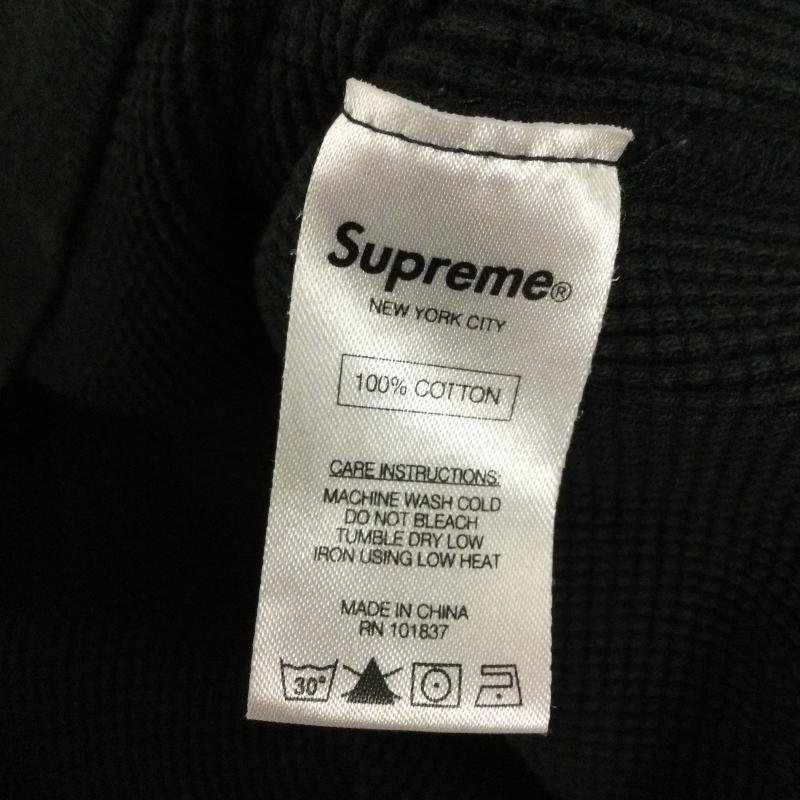 Supreme®
NEW YORK CITY
100% COTTON
CARE INSTRUCTIONS:
MACHINE WASH COLD
DO NOT BLEACH
TUMBLE DRY LOW
IRON USING LOW HEAT
MADE IN CHINA
RN 101837
30°